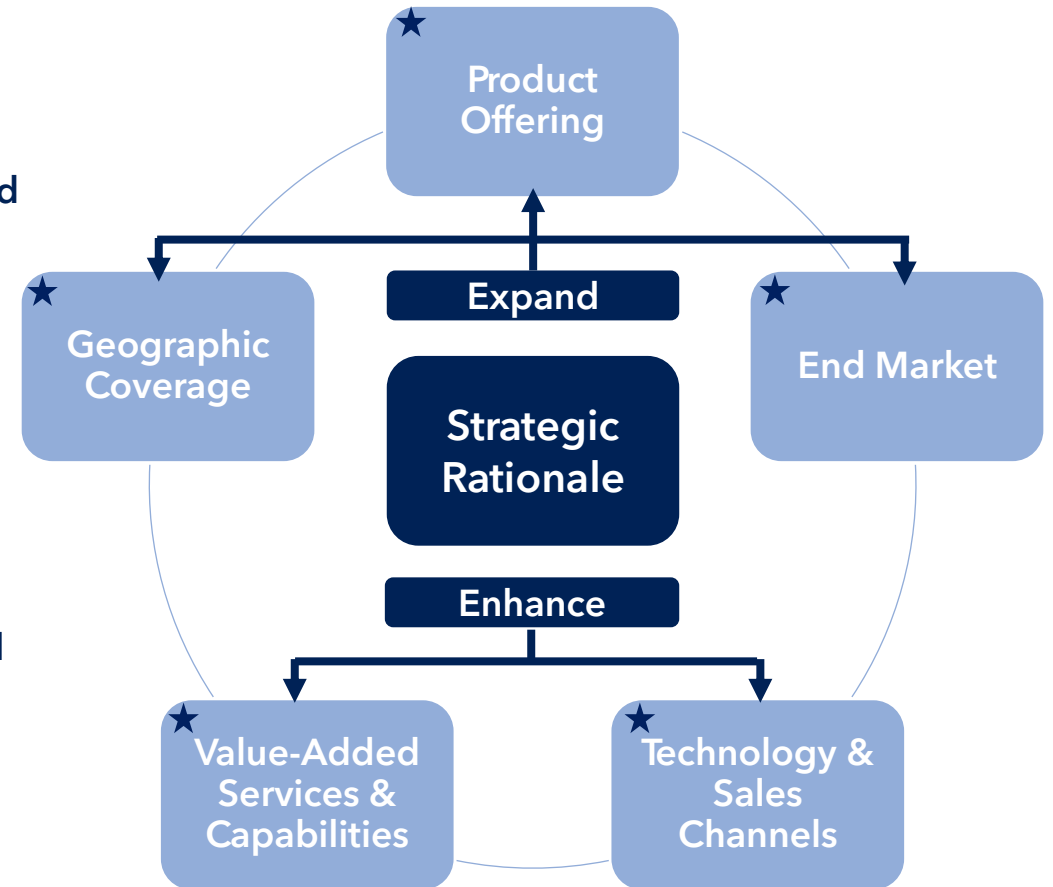 Product
Offering
Expand
Geographic
Coverage
End Market
Strategic
Rationale
Enhance
Value-Added
Services &
Capabilities
Technology &
Sales
Channels